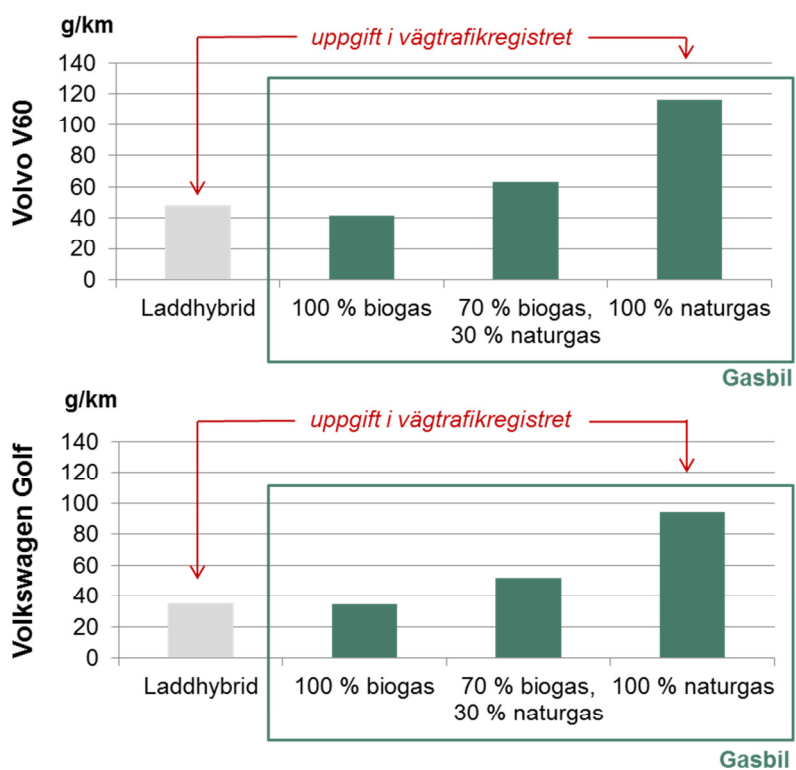 g/km
uppgift i vägtrafikregistret
Volvo V60
140
120
100
80
60
40
20
0
Laddhybrid
100 % biogas
70 % biogas,
30 % naturgas
100 % naturgas
Gasbil
g/km
uppgift i vägtrafikregistret
Volkswagen Golf
140
120
100
80
60
40
20
0
Laddhybrid
100 % biogas
70 % biogas,
30 % naturgas
100 % naturgas
Gasbil